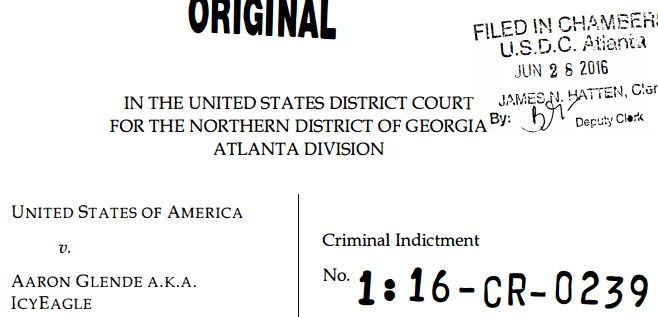 ORIGINAL
FILED IN CHAMBERS
U.S.D.C. Atlanta
JUN 28 2016
JAMES N. HATTEN, Cler
By:
Deputy Clerk
IN THE UNITED STATES DISTRICT COURT
FOR THE NORTHERN DISTRICT OF GEORGIA
ATLANTA DIVISION
UNITED STATES OF AMERICA
v.
AARON GLENDE A.K.A.
ICYEAGLE
Criminal Indictment
No. 1:16-CR-0239